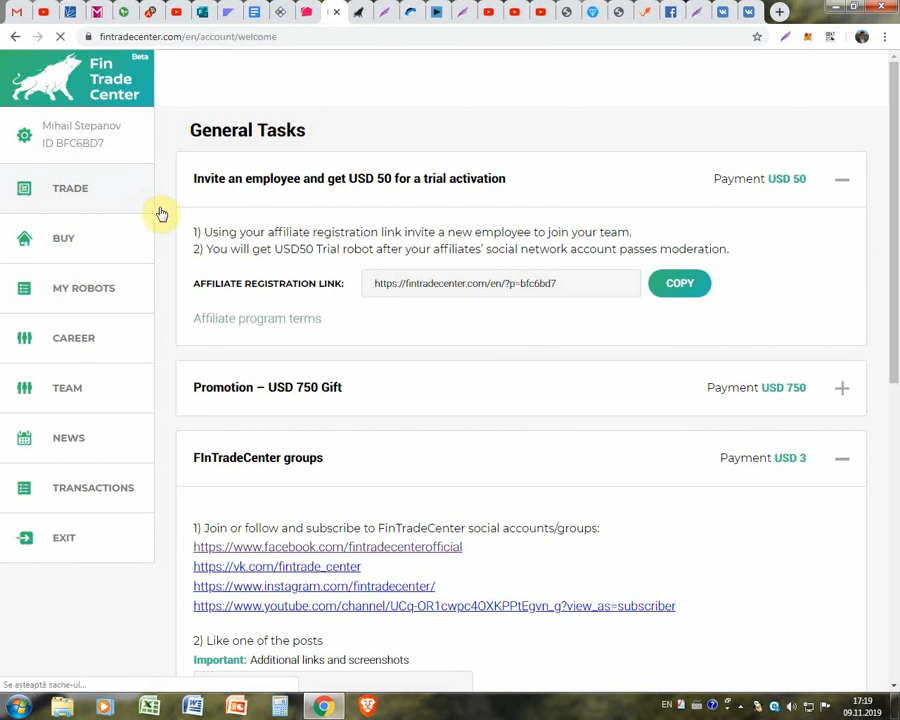 fintradecenter.com/en/account/welcome
Beta
Fin
Trade
Center
Mihail Stepanov
ID BFC6BD7
TRADE
BUY
MY ROBOTS
CAREER
TEAM
NEWS
TRANSACTIONS
EXIT
General Tasks
Invite an employee and get USD 50 for a trial activation
Payment USD 50
1) Using your affiliate registration link invite a new employee to join your team.
2) You will get USD50 Trial robot after your affiliates' social network account passes moderation.
AFFILIATE REGISTRATION LINK:
https://fintradecenter.com/en/?p=bfc6bd7
COPY
Affiliate program terms
Promotion – USD 750 Gift
Payment USD 750
FInTradeCenter groups
Payment USD 3
1) Join or follow and subscribe to FinTradeCenter social accounts/groups:
https://www.facebook.com/fintradecenterofficial
https://vk.com/fintrade_center
https://www.instagram.com/fintradecenter/
https://www.youtube.com/channel/UCq-OR1cwpc4OXKPPtEgvn_g?view_as=subscriber
2) Like one of the posts
Important: Additional links and screenshots
Se așteaptă cache-ul...
EN
17:19
09.11.2019